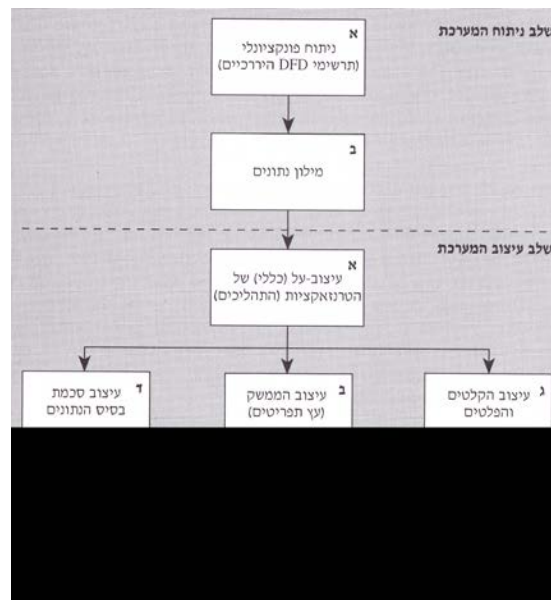 שלב ניתוח המערכת
א
ניתוח פונקציונלי
(תרשימי DFD היררכיים)
ב
מילון נתונים
שלב עיצוב המערכת
א
עיצוב-על (כללי) של
הטרנזאקציות (התהליכים)
ג
עיצוב הקלטים
והפלטים
ב
עיצוב הממשק
(עץ תפריטים)
ד
עיצוב סכמת
בסיס הנתונים